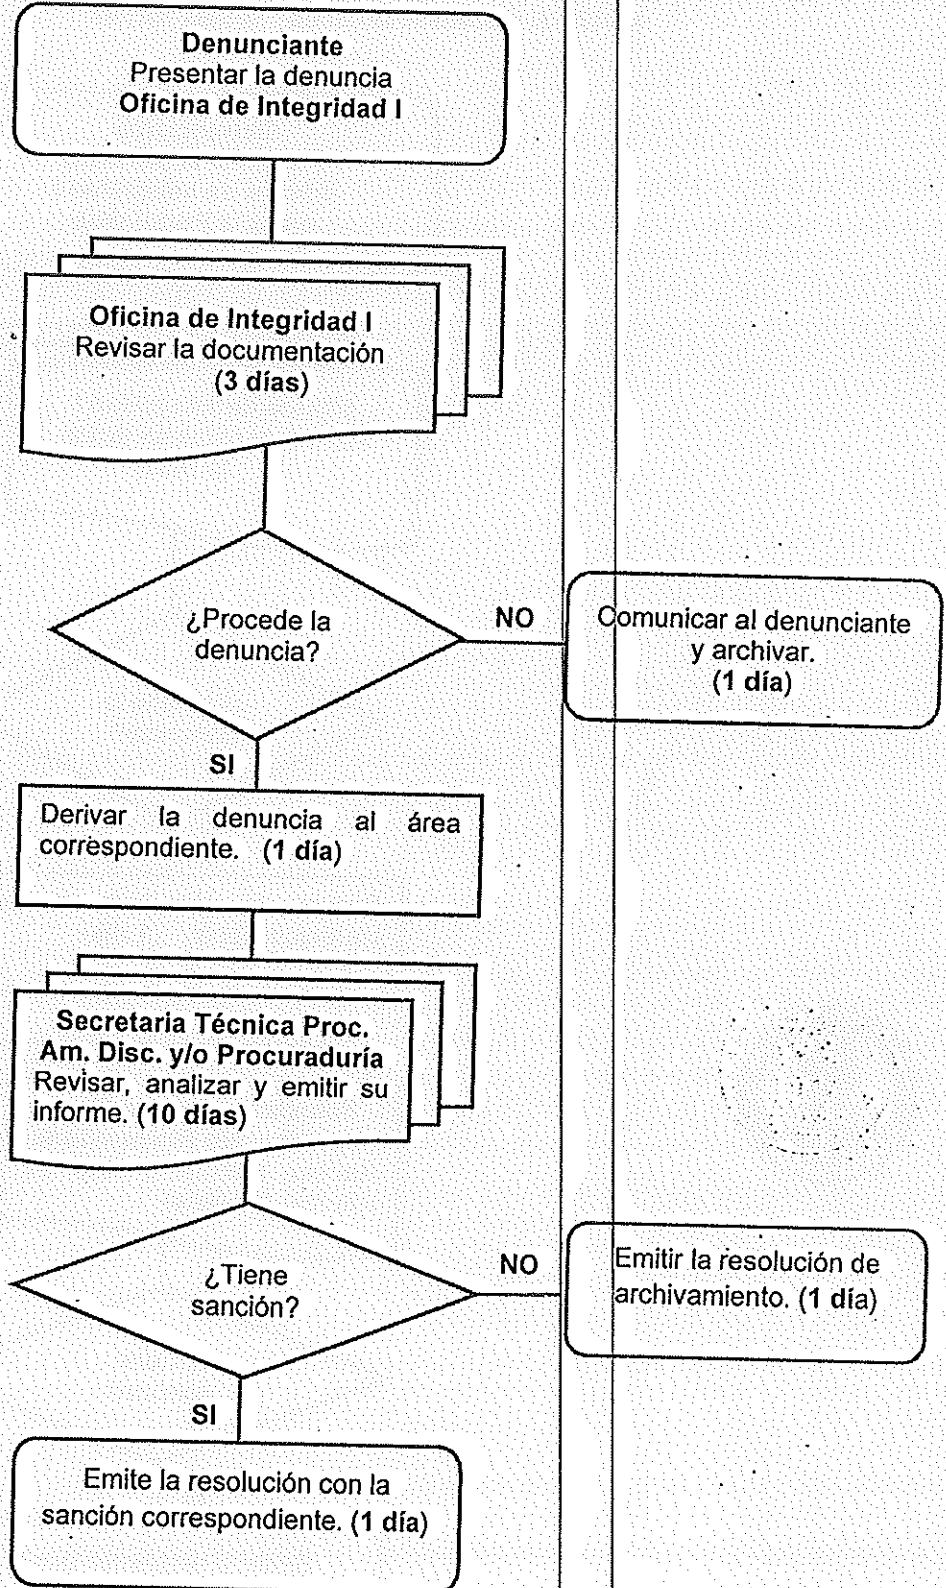 Denunciante
Presentar la denuncia
Oficina de Integridad I
Oficina de Integridad I
Revisar la documentación
(3 días)
¿Procede la
denuncia?
NO
Comunicar al denunciante
y archivar.
(1 día)
SI
Derivar la denuncia al área
correspondiente. (1 día)
Secretaria Técnica Proc.
Am. Disc. y/o Procuraduría
Revisar, analizar y emitir su
informe. (10 días)
¿Tiene
sanción?
NO
Emitir la resolución de
archivamiento. (1 día)
SI
Emite la resolución con la
sanción correspondiente. (1 día)